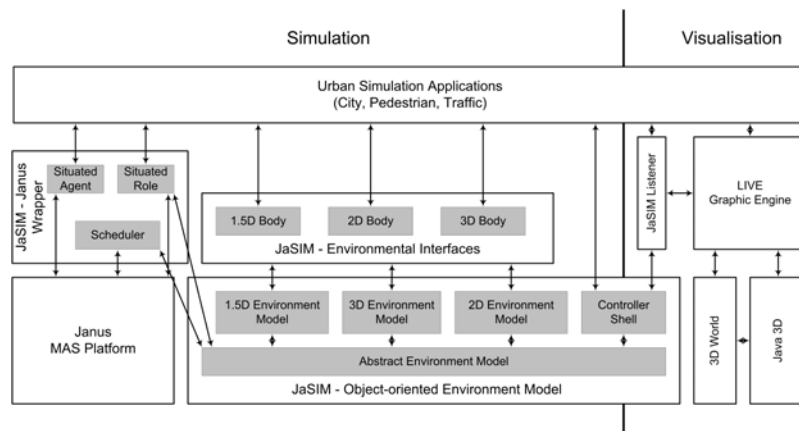 Simulation
Visualisation
Urban Simulation Applications
(City, Pedestrian, Traffic)
JaSIM - Janus
Wrapper
Situated
Agent
Situated
Role
Scheduler
1.5D Body
2D Body
3D Body
JaSIM - Environmental Interfaces
JaSIM Listener
LIVE
Graphic Engine
Janus
MAS Platform
1.5D Environment
Model
3D Environment
Model
2D Environment
Model
Controller
Shell
Abstract Environment Model
JaSIM - Object-oriented Environment Model
3D World
Java 3D